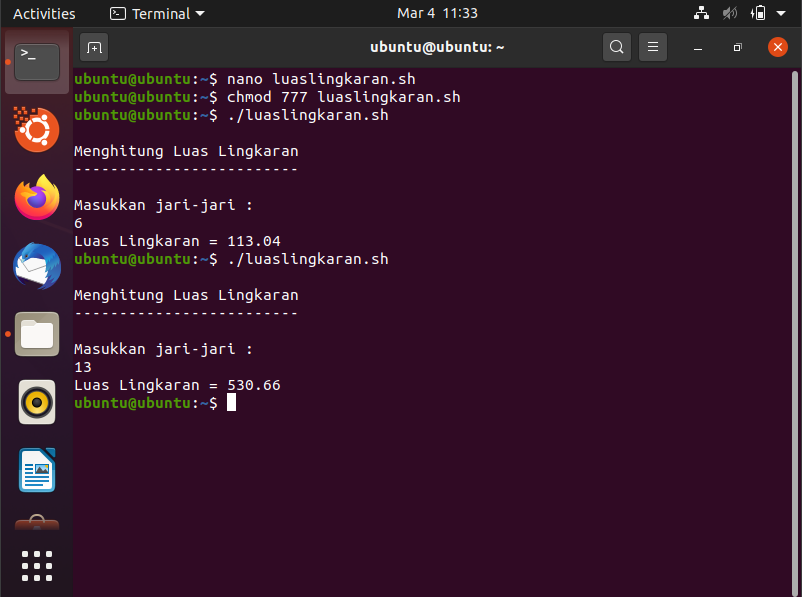 Activities
Terminal
Mar 4 11:33
ubuntu@ubuntu: ~
ubuntu@ubuntu:~$ nano luaslingkaran.sh
ubuntu@ubuntu:~$ chmod 777 luaslingkaran.sh
ubuntu@ubuntu:~$ ./luaslingkaran.sh
Menghitung Luas Lingkaran
-------------------------
Masukkan jari-jari :
6
Luas Lingkaran = 113.04
ubuntu@ubuntu:~$ ./luaslingkaran.sh
Menghitung Luas Lingkaran
-------------------------
Masukkan jari-jari :
13
Luas Lingkaran = 530.66
ubuntu@ubuntu:~$